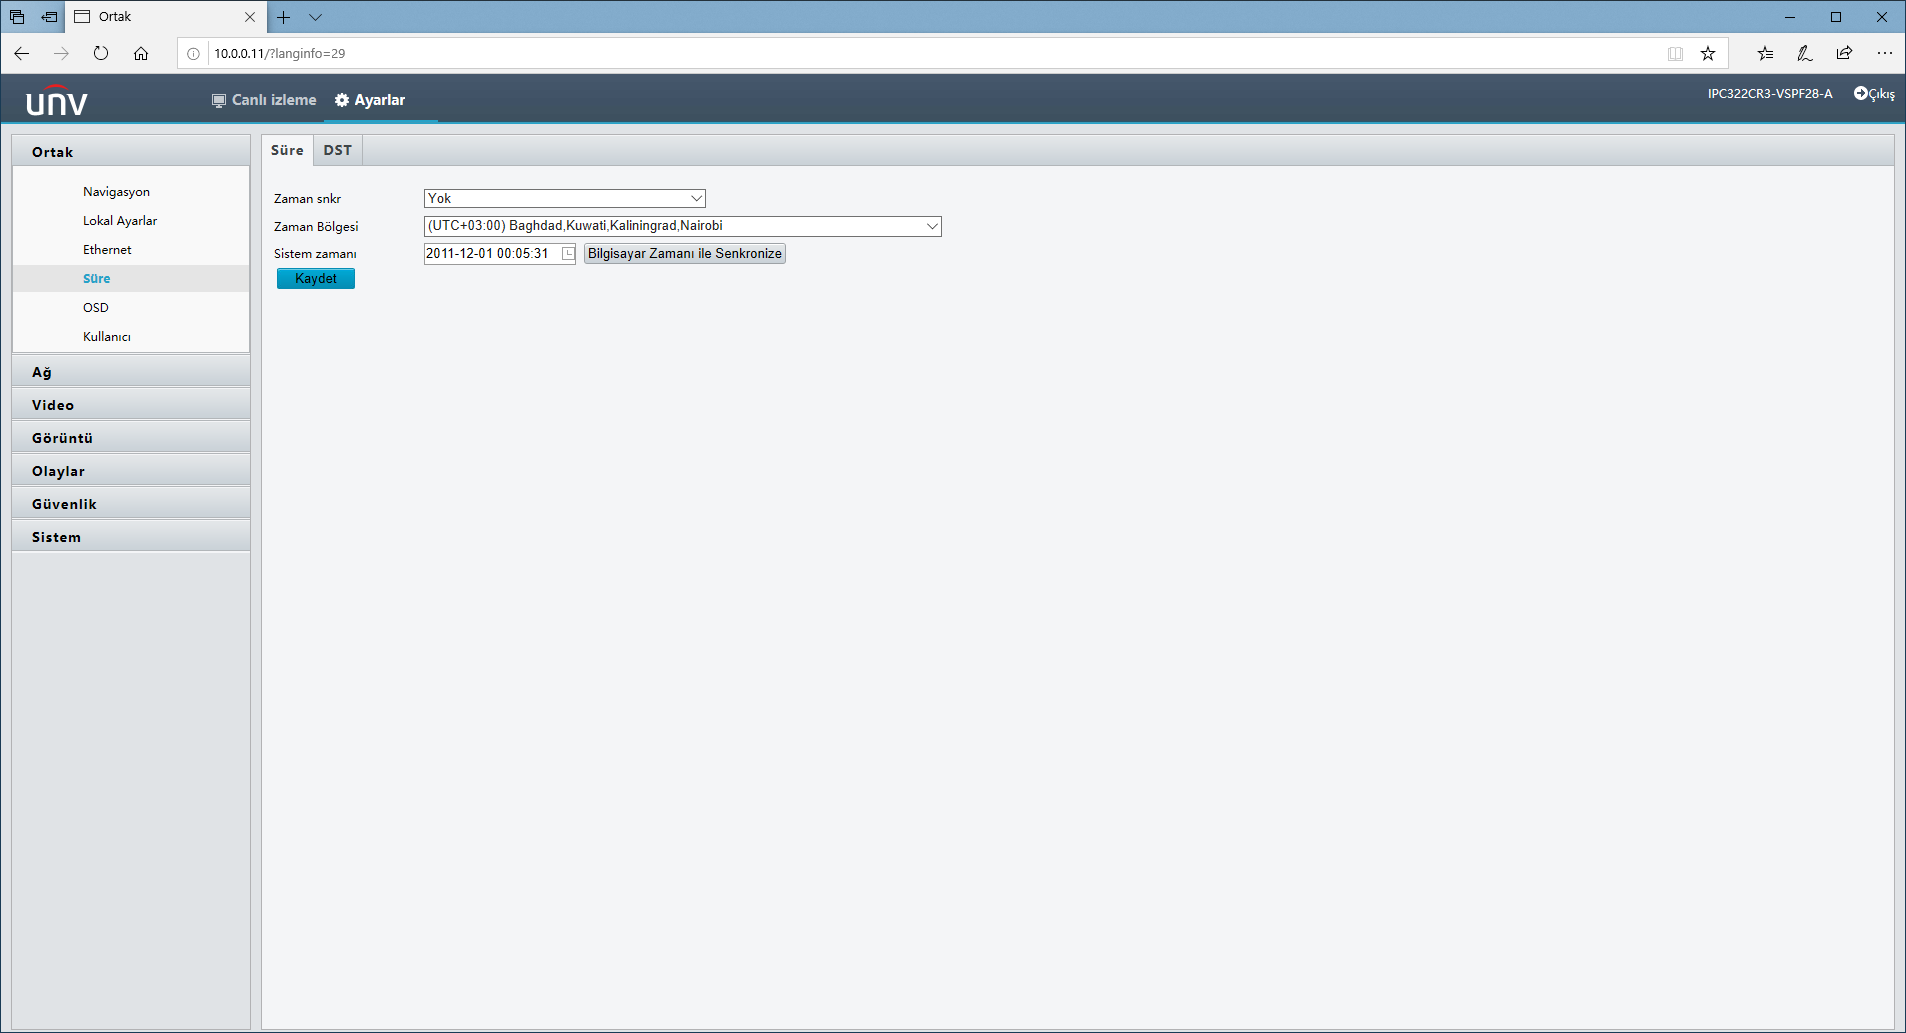 Ortak
10.0.0.11/?langinfo=29
unv
Canlı izleme
Ayarlar
IPC322CR3-VSPF28-A
Çıkış
Ortak
Navigasyon
Lokal Ayarlar
Ethernet
Süre
OSD
Kullanıcı
Ağ
Video
Görüntü
Olaylar
Güvenlik
Sistem
Süre DST
Zaman snkr Yok
Zaman Bölgesi (UTC+03:00) Baghdad,Kuwati,Kaliningrad,Nairobi
Sistem zamanı 2011-12-01 00:05:31 Bilgisayar Zamanı ile Senkronize
Kaydet